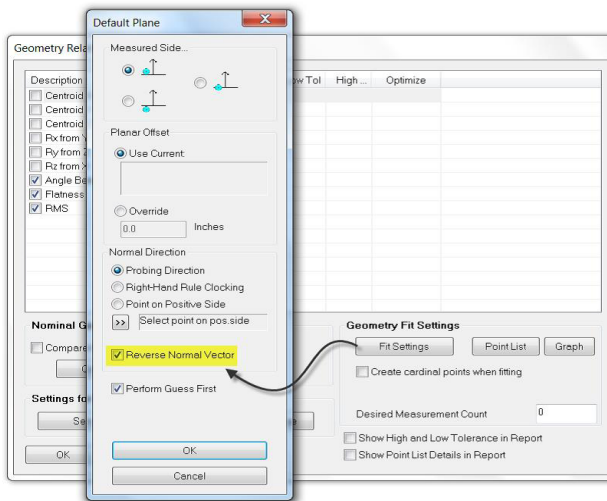 Default Plane
Measured Side...
Planar Offset
Use Current
Override
0.0 Inches
Normal Direction
Probing Direction
Right-Hand Rule Clocking
Point on Positive Side
>> Select point on pos.side
Reverse Normal Vector
Perform Guess First
OK
Cancel
Geometry Rela
Description
Tol High ... Optimize
Centroid
Centroid
Centroid
Rx from
Ry from
Rz from
Angle Be
Flatness
RMS
Nominal G
Compare
Settings fo
Se
OK
Geometry Fit Settings
Fit Settings Point List Graph
Create cardinal points when fitting
Desired Measurement Count 0
Show High and Low Tolerance in Report
Show Point List Details in Report